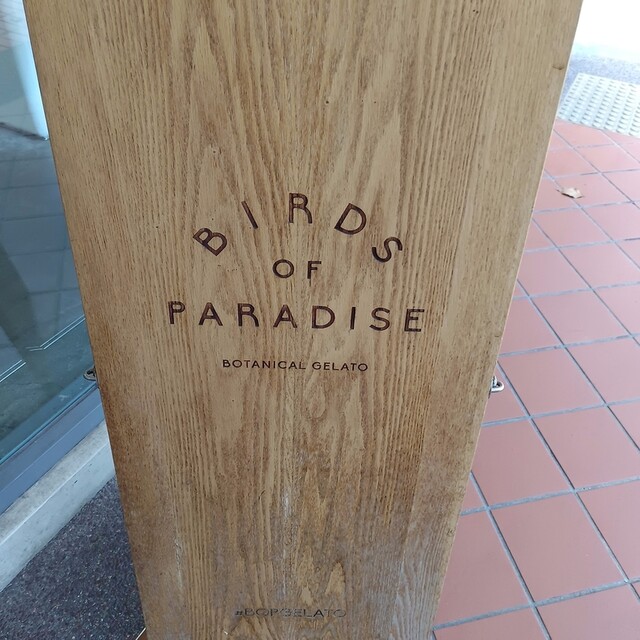 BIRDS
OF
PARADISE
BOTANICAL GELATO
#BOPGELATO